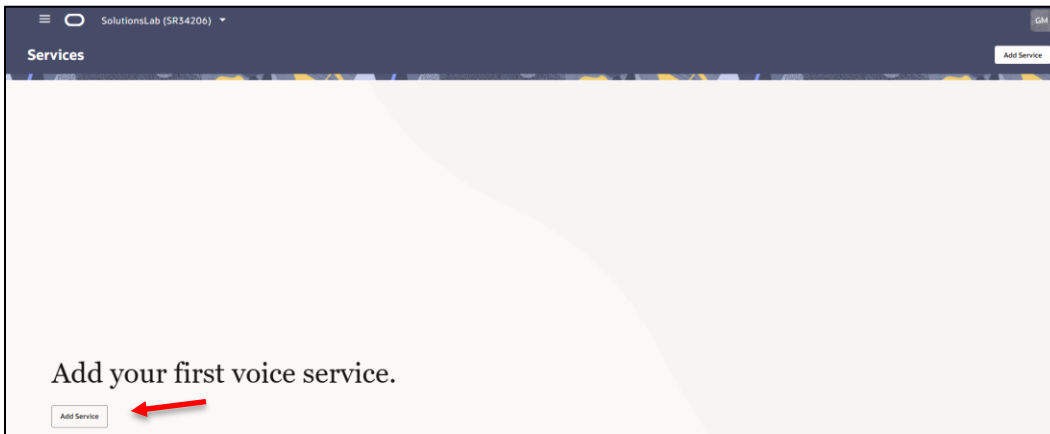 SolutionsLab (SR34206)
GM
Services
Add Service
Add your first voice service.
Add Service